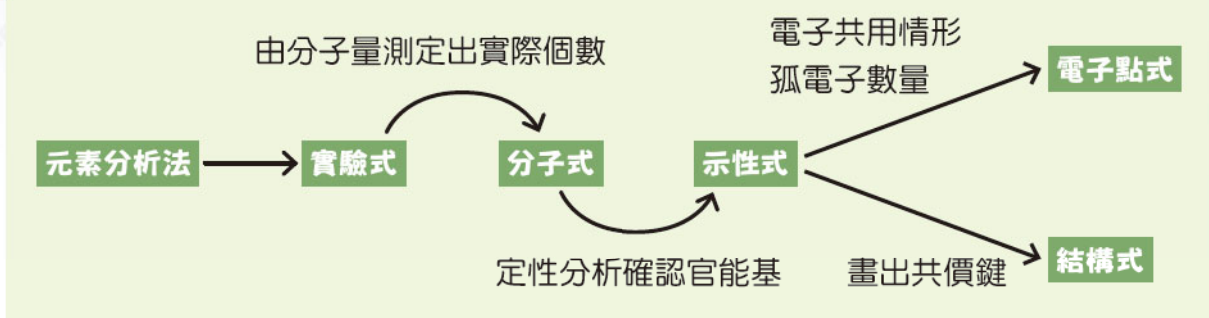 由分子量測定出實際個數
電子共用情形
孤電子數量
電子點式
元素分析法
實驗式
分子式
示性式
定性分析確認官能基
畫出共價鍵
結構式